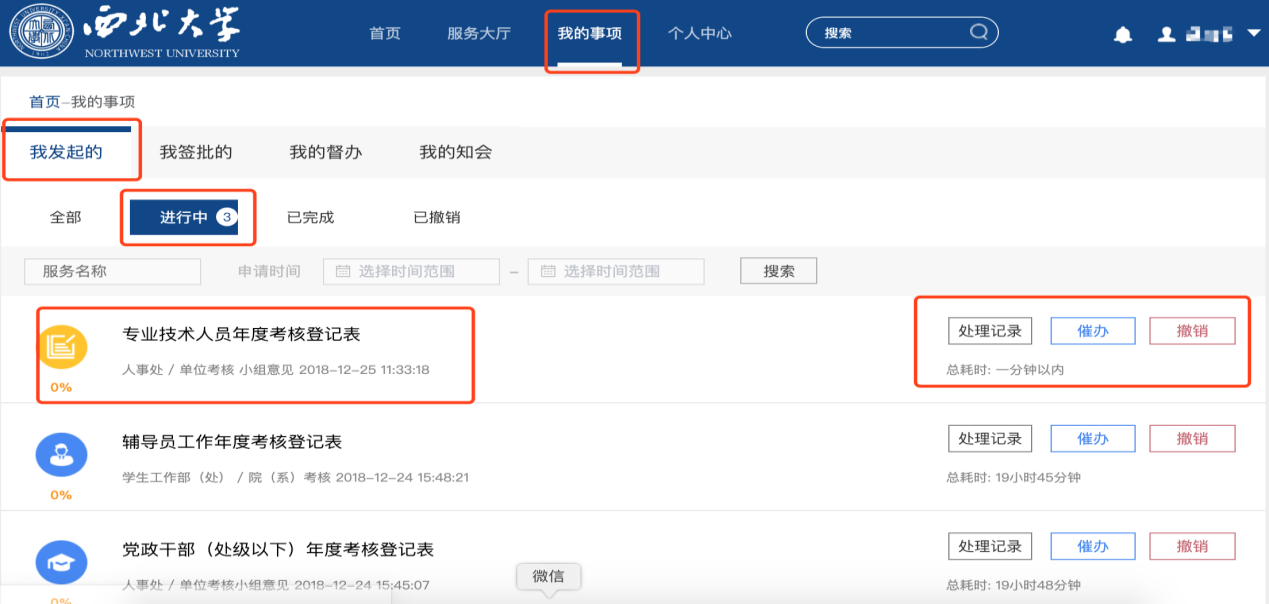 西北大学
NORTHWEST UNIVERSITY
首页 服务大厅 我的事项 个人中心 搜索
首页–我的事项
我发起的 我签批的 我的督办 我的知会
全部 进行中 3 已完成 已撤销
服务名称 申请时间 选择时间范围 – 选择时间范围 搜索
专业技术人员年度考核登记表 处理记录 催办 撤销
人事处 / 单位考核 小组意见 2018–12–25 11:33:18 总耗时: 一分钟以内
0%
辅导员工作年度考核登记表 处理记录 催办 撤销
学生工作部（处） / 院（系）考核 2018–12–24 15:48:21 总耗时: 19小时45分钟
0%
党政干部（处级以下）年度考核登记表 处理记录 催办 撤销
人事处 / 单位考核小组意见 2018–12–24 15:45:07 总耗时: 19小时48分钟
微信
0%